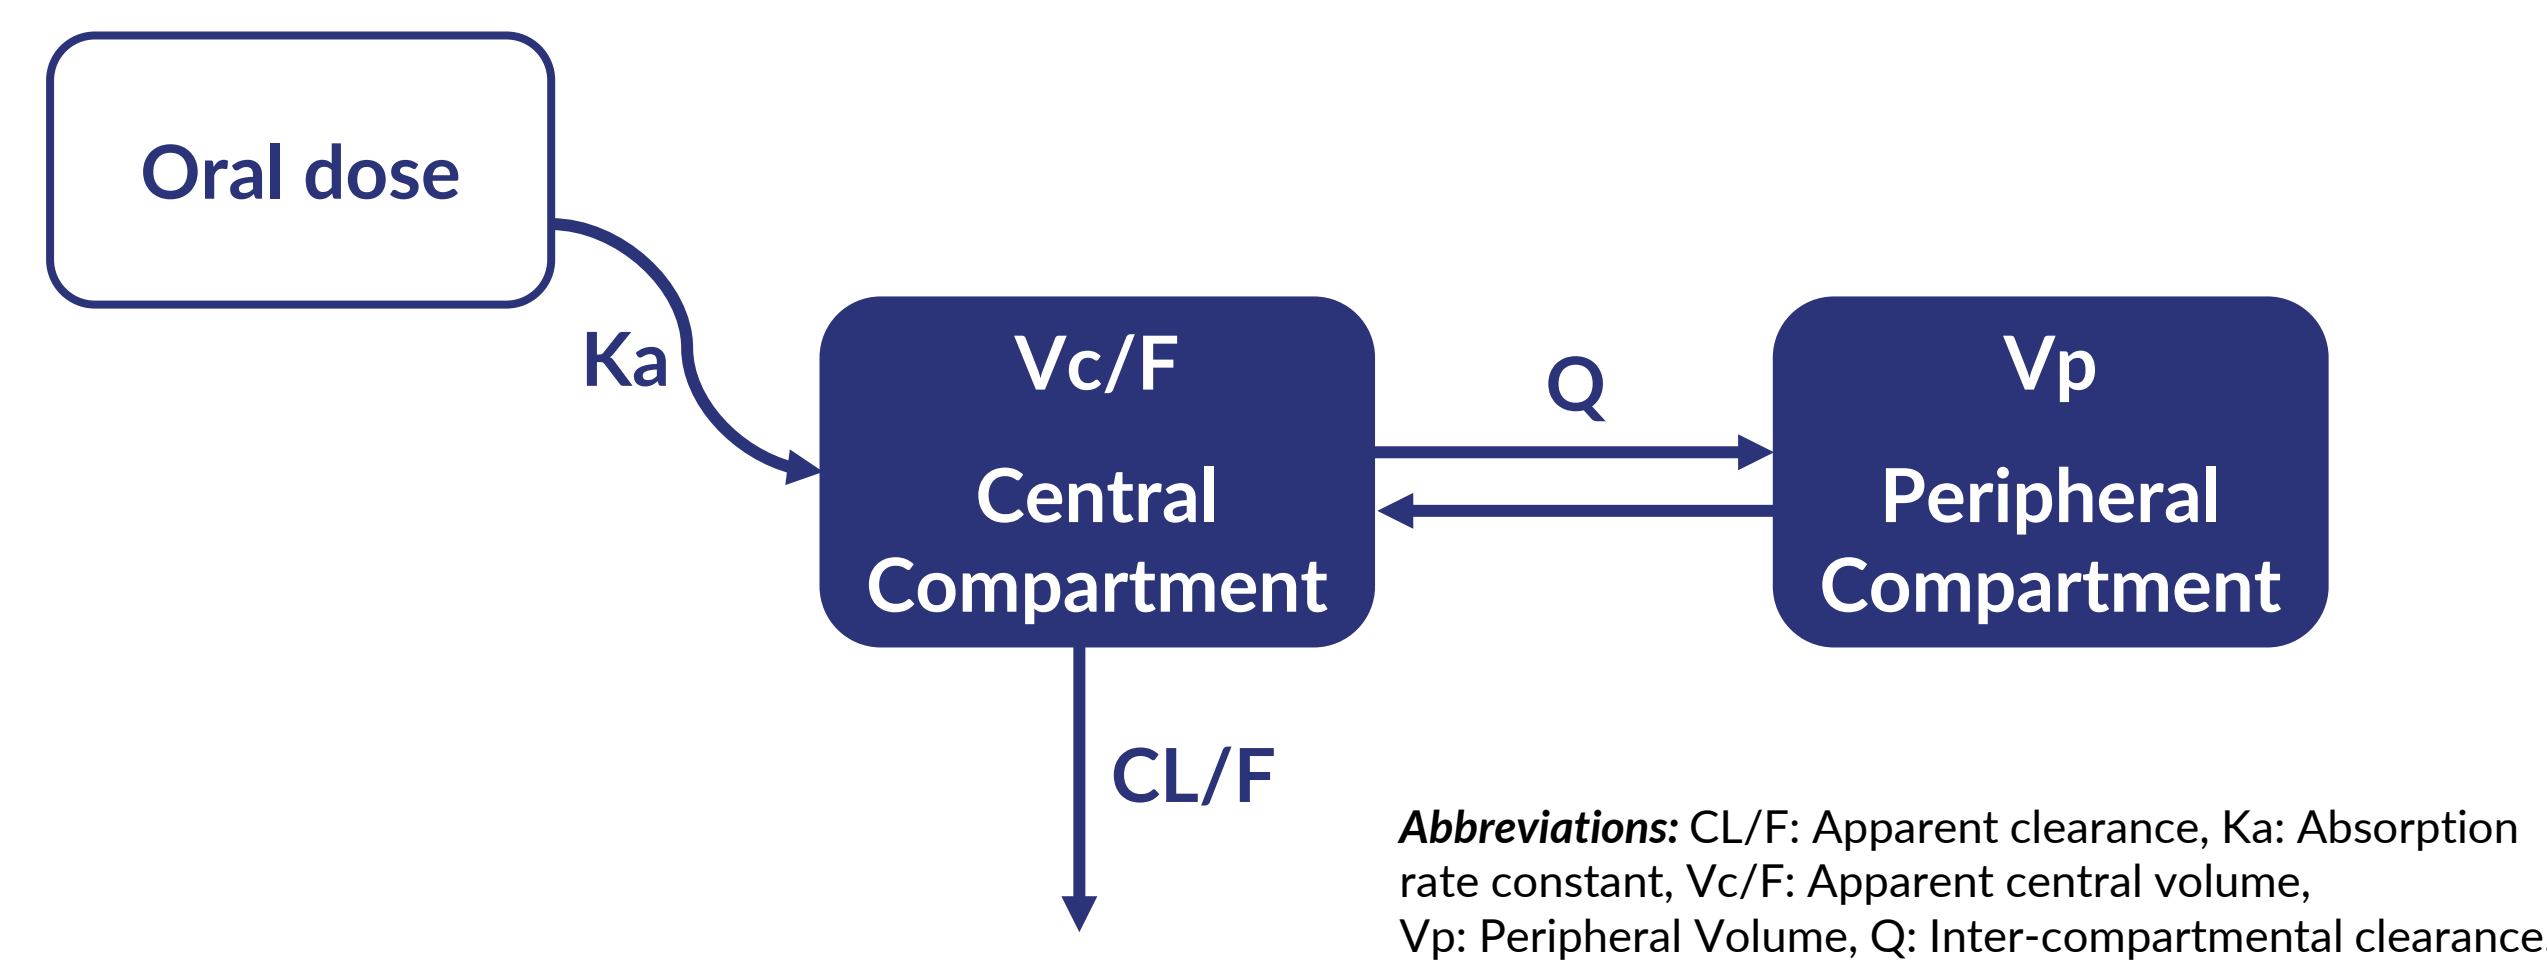 Oral dose
Ka
Vc/F
Central
Compartment
Q
Vp
Peripheral
Compartment
CL/F
Abbreviations: CL/F: Apparent clearance, Ka: Absorption
rate constant, Vc/F: Apparent central volume,
Vp: Peripheral Volume, Q: Inter-compartmental clearance.